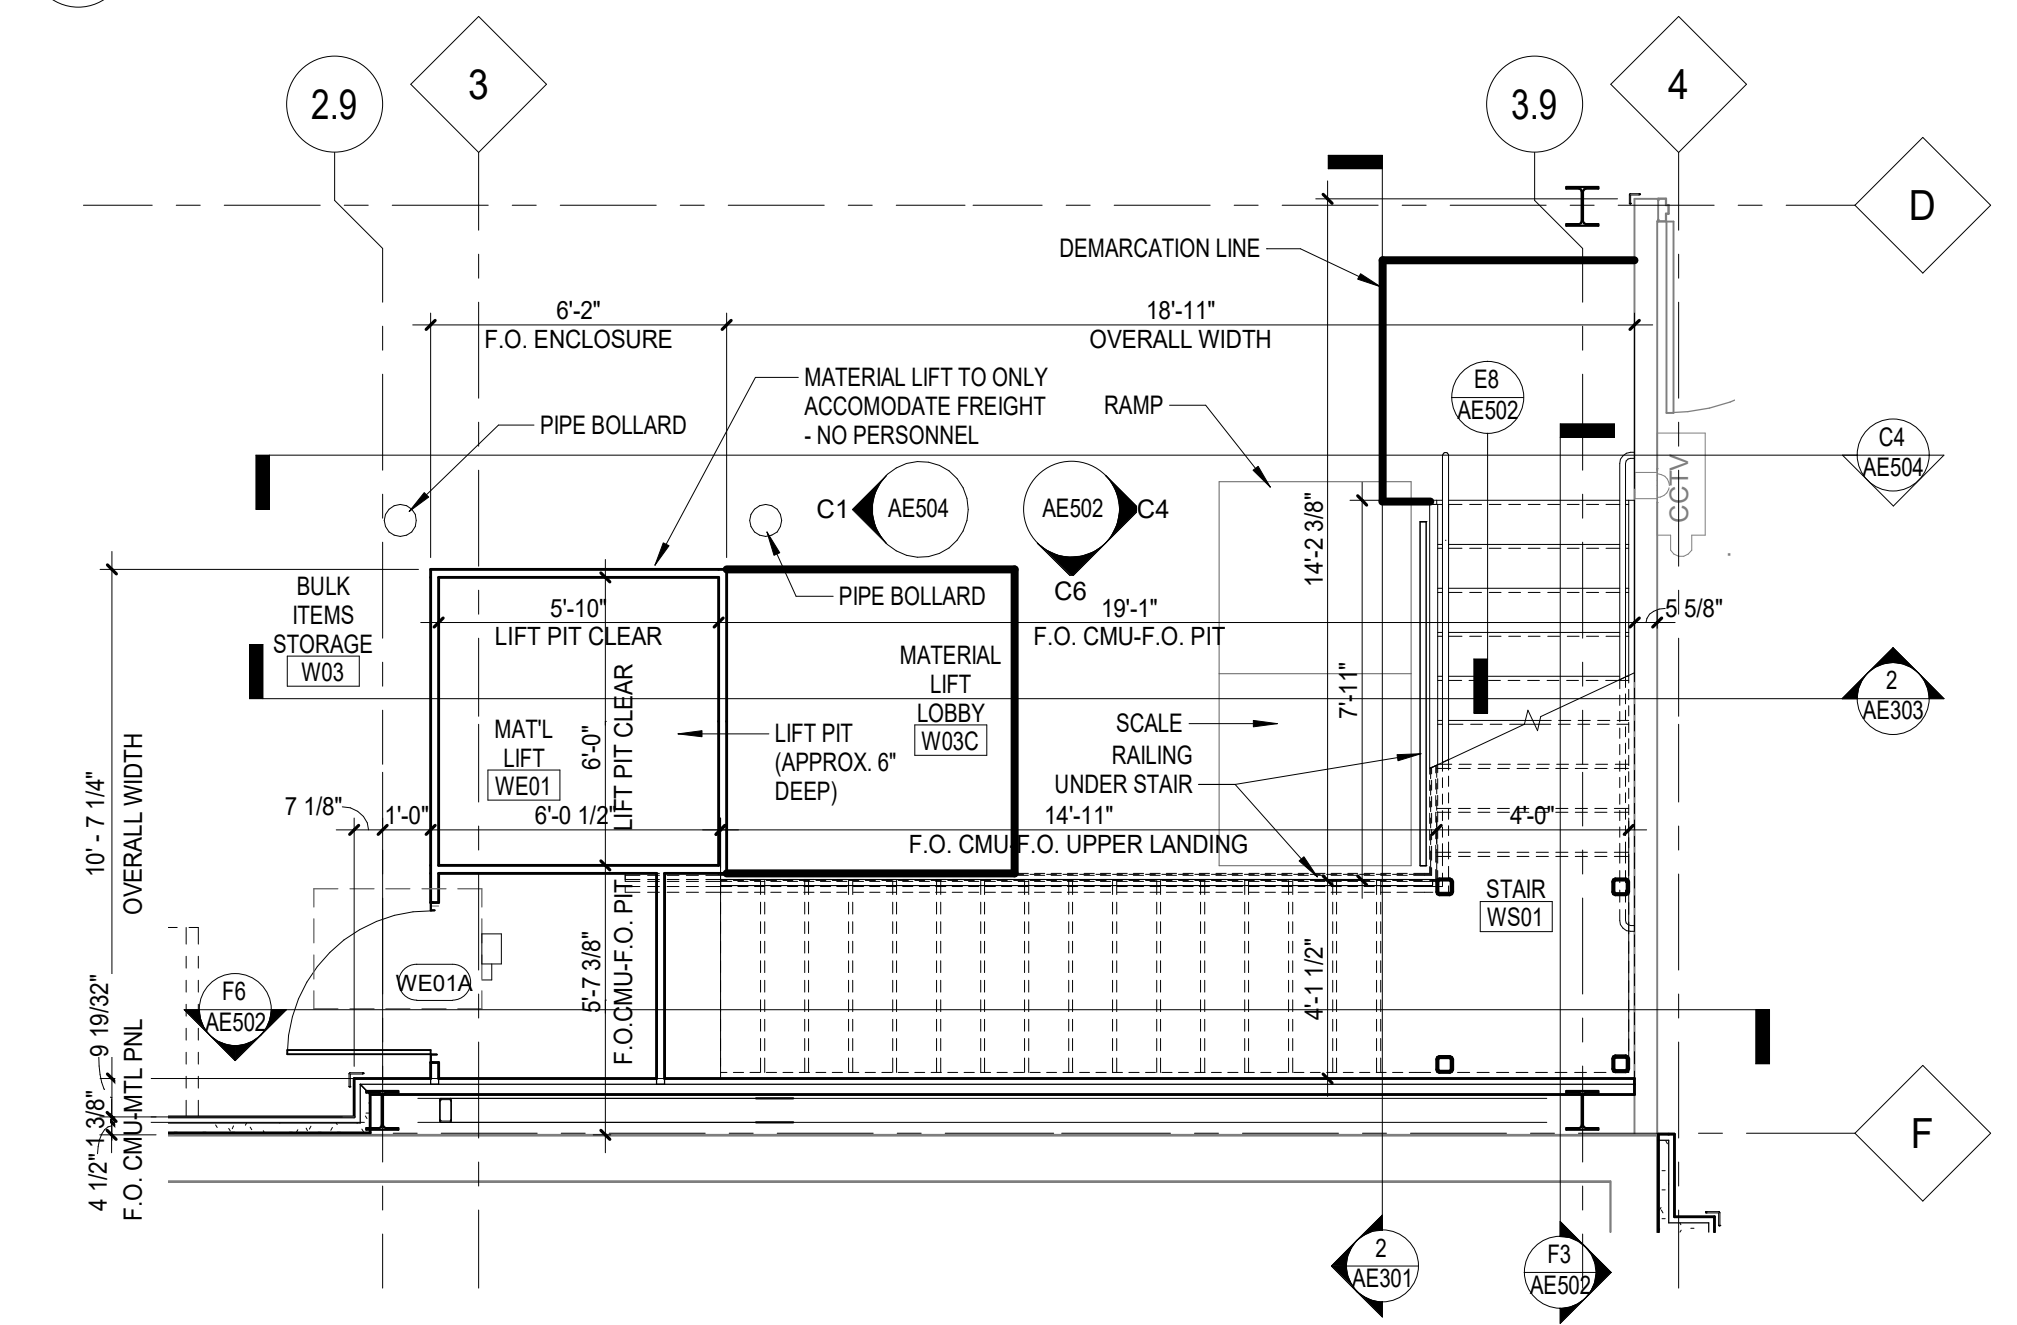 2.9
3
3.9
4
D
DEMARCATION LINE
6'-2"
F.O. ENCLOSURE
18'-11"
OVERALL WIDTH
MATERIAL LIFT TO ONLY
ACCOMODATE FREIGHT
- NO PERSONNEL
RAMP
E8
AE502
PIPE BOLLARD
C4
AE504
CCTV
C1
AE504
AE502
C4
C6
14'-2 3/8"
BULK
ITEMS
STORAGE
W03
5'-10"
LIFT PIT CLEAR
PIPE BOLLARD
19'-1"
F.O. CMU-F.O. PIT
5 5/8"
MATERIAL
LIFT
LOBBY
W03C
6'-0"
LIFT PIT CLEAR
7'-11"
2
AE303
MAT'L
LIFT
WE01
LIFT PIT
(APPROX. 6"
DEEP)
SCALE
RAILING
UNDER STAIR
10' - 7 1/4"
OVERALL WIDTH
7 1/8"
1'-0"
6'-0 1/2"
14'-11"
F.O. CMU-F.O. UPPER LANDING
4'-0"
STAIR
WS01
WE01A
5'-7 3/8"
F.O.CMU-F.O. PIT
4'-1 1/2"
F6
AE502
9 19/32"
1 3/8"
4 1/2"
F.O. CMU-MTL PNL
F
2
AE301
F3
AE502